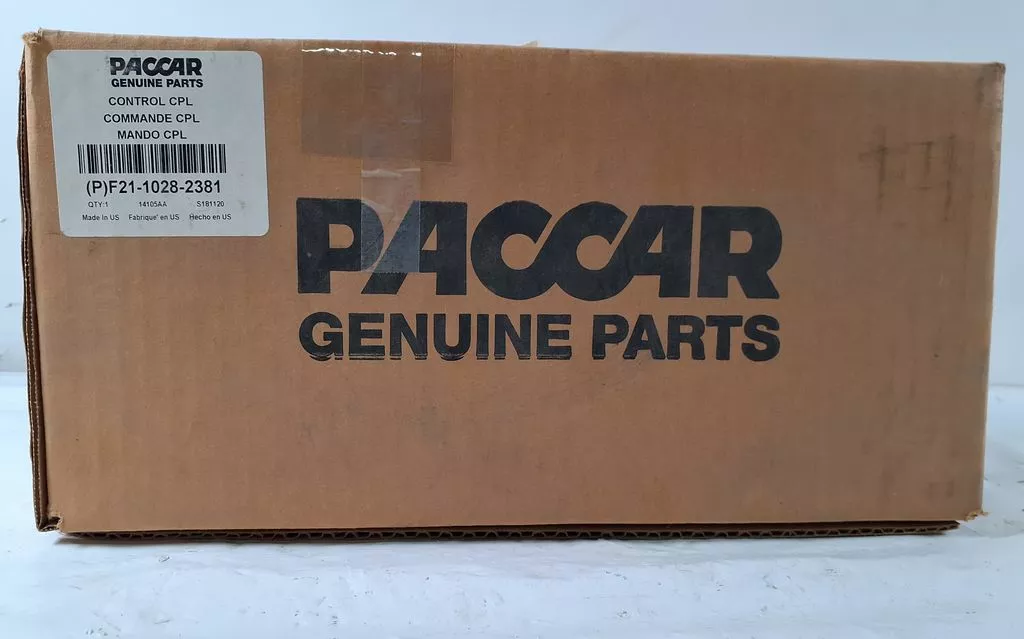 PACCAR
GENUINE PARTS
CONTROL CPL
COMMANDE CPL
MANDO CPL
(P)F21-1028-2381
QTY:1 14105AA S181120
Made In US Fabrique' en US Hecho en US
PACCAR
GENUINE PARTS